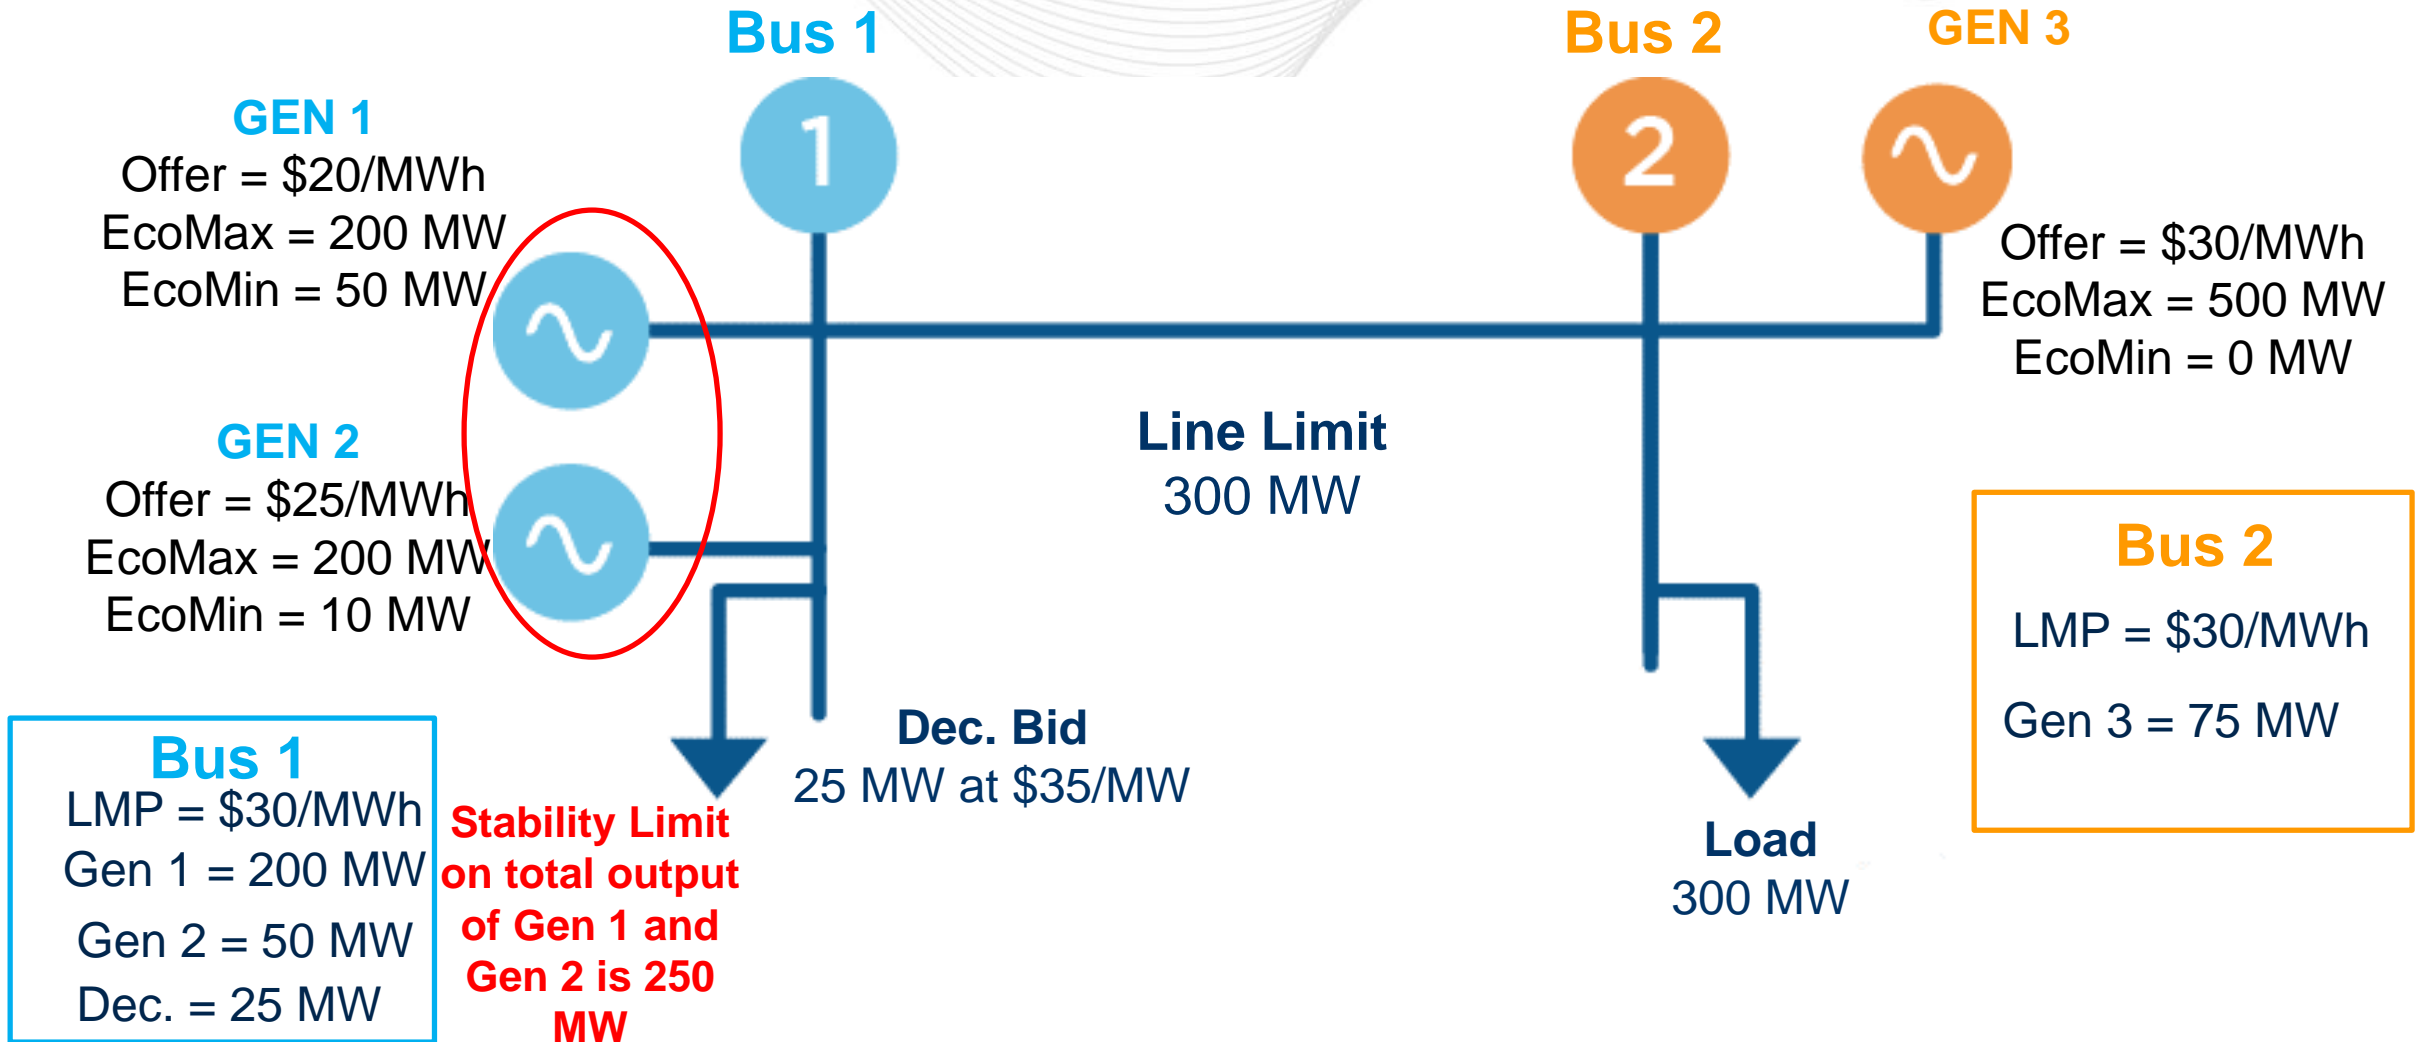 Bus 1
Bus 2
GEN 3
GEN 1
Offer = $20/MWh
EcoMax = 200 MW
EcoMin = 50 MW
1
2
Offer = $30/MWh
EcoMax = 500 MW
EcoMin = 0 MW
GEN 2
Offer = $25/MWh
EcoMax = 200 MW
EcoMin = 10 MW
Line Limit
300 MW
Bus 2
LMP = $30/MWh
Gen 3 = 75 MW
Bus 1
LMP = $30/MWh
Gen 1 = 200 MW
Gen 2 = 50 MW
Dec. = 25 MW
Stability Limit
on total output
of Gen 1 and
Gen 2 is 250
MW
Dec. Bid
25 MW at $35/MW
Load
300 MW